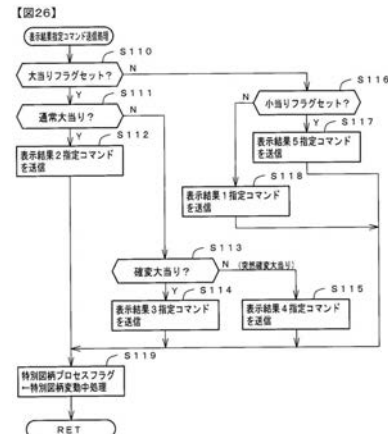 【図26】
表示結果指定コマンド送信処理
S110
大当りフラグセット?
N
Y
S111
通常大当り?
N
Y
S112
表示結果2指定コマンド
を送信
S116
小当りフラグセット?
N
Y
S117
表示結果5指定コマンド
を送信
S118
表示結果1指定コマンド
を送信
S113
確変大当り?
N
(突然確変大当り)
Y
S114
表示結果3指定コマンド
を送信
S115
表示結果4指定コマンド
を送信
S119
特別図柄プロセスフラグ
←特別図柄変動中処理
RET